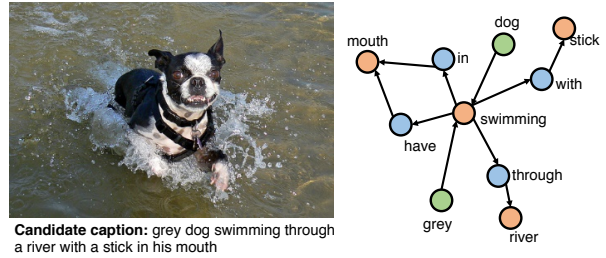 Candidate caption: grey dog swimming through
a river with a stick in his mouth
dog
stick
mouth
in
with
swimming
have
through
grey
river